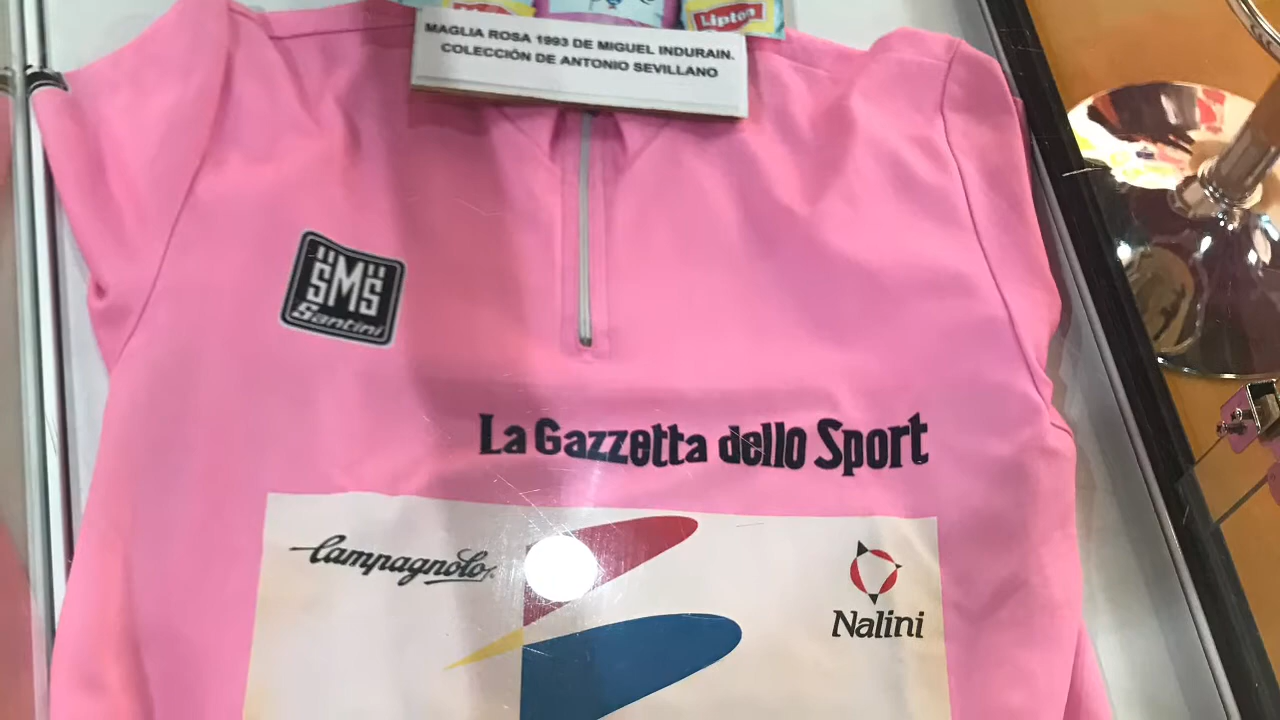 Lipton
Lipton
MAGLIA ROSA 1993 DE MIGUEL INDURAIN.
COLECCIÓN DE ANTONIO SEVILLANO
SMS
Santini
La Gazzetta dello Sport
Campagnolo
Nalini